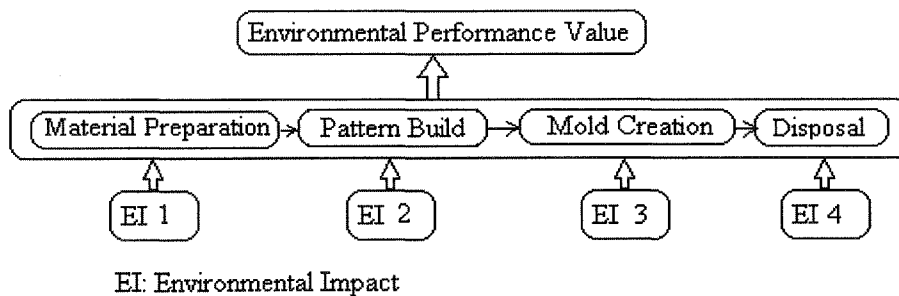 Environmental Performance Value
Material Preparation Pattern Build Mold Creation Disposal
EI 1 EI 2 EI 3 EI 4
EI: Environmental Impact